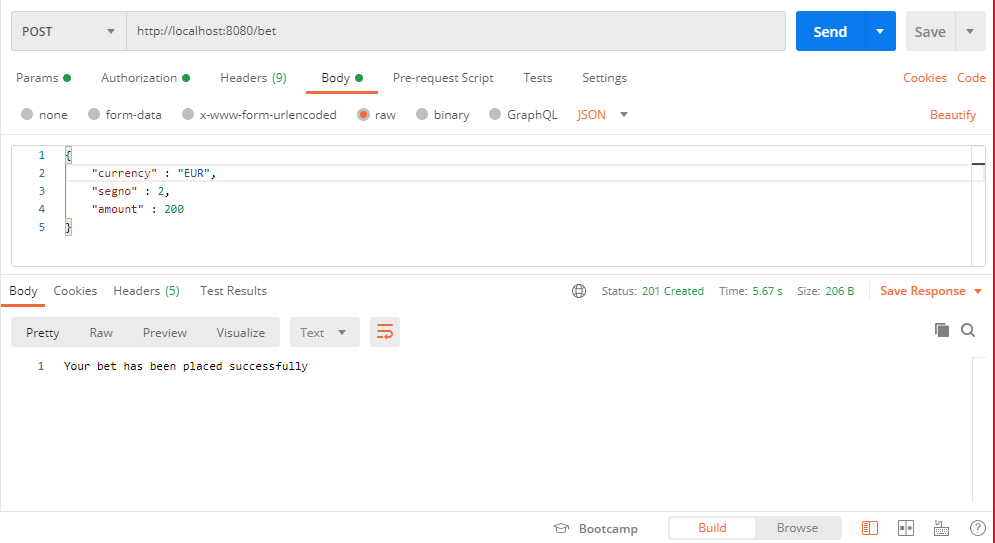 POST http://localhost:8080/bet Send Save
Params Authorization Headers (9) Body Pre-request Script Tests Settings Cookies Code
none form-data x-www-form-urlencoded raw binary GraphQL JSON Beautify
1 {
2 "currency" : "EUR",
3 "segno" : 2,
4 "amount" : 200
5 }
Body Cookies Headers (5) Test Results Status: 201 Created Time: 5.67 s Size: 206 B Save Response
Pretty Raw Preview Visualize Text
1 Your bet has been placed successfully
Bootcamp Build Browse ?